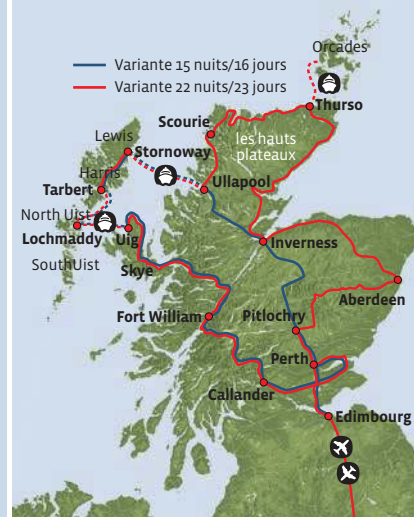 Orcades
Variante 15 nuits/16 jours
Variante 22 nuits/23 jours
Thurso
Scourie
Lewis
les hauts
plateaux
Stornoway
Harris
Tarbert
Ullapool
North Uist
Lochmaddy
Uig
Inverness
SouthUist
Skye
Aberdeen
Fort William
Pitlochry
Perth
Callander
Edimbourg